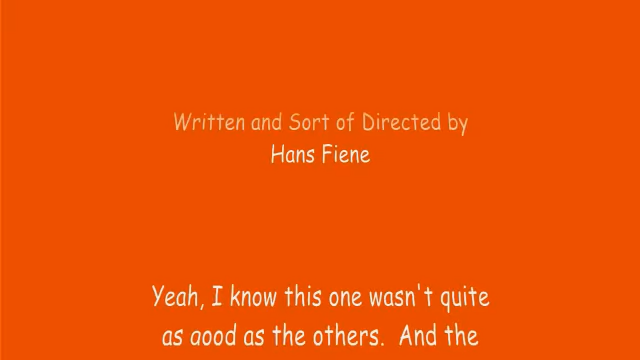 Written and Sort of Directed by
Hans Fiene
Yeah, I know this one wasn't quite
as good as the others. And the